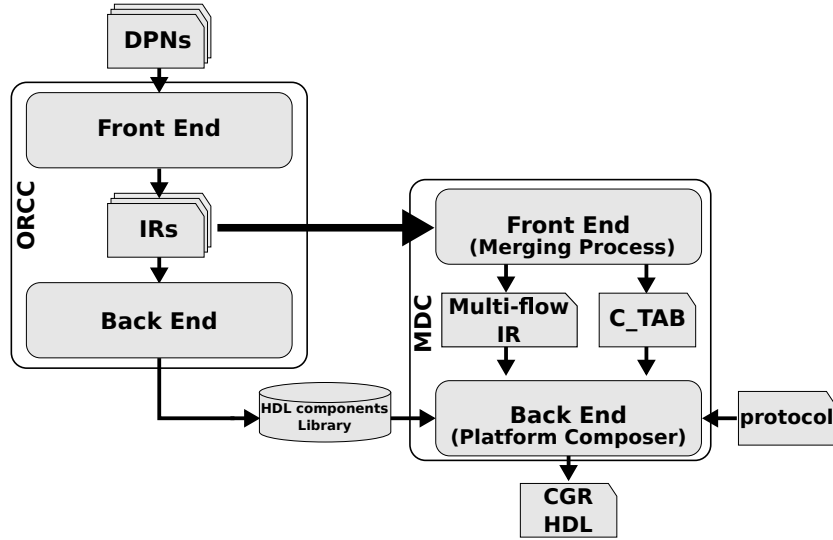 DPNs
Front End
ORCC
IRs
Back End
Front End
(Merging Process)
MDC
Multi-flow
IR
C_TAB
HDL components
Library
Back End
(Platform Composer)
protocol
CGR
HDL